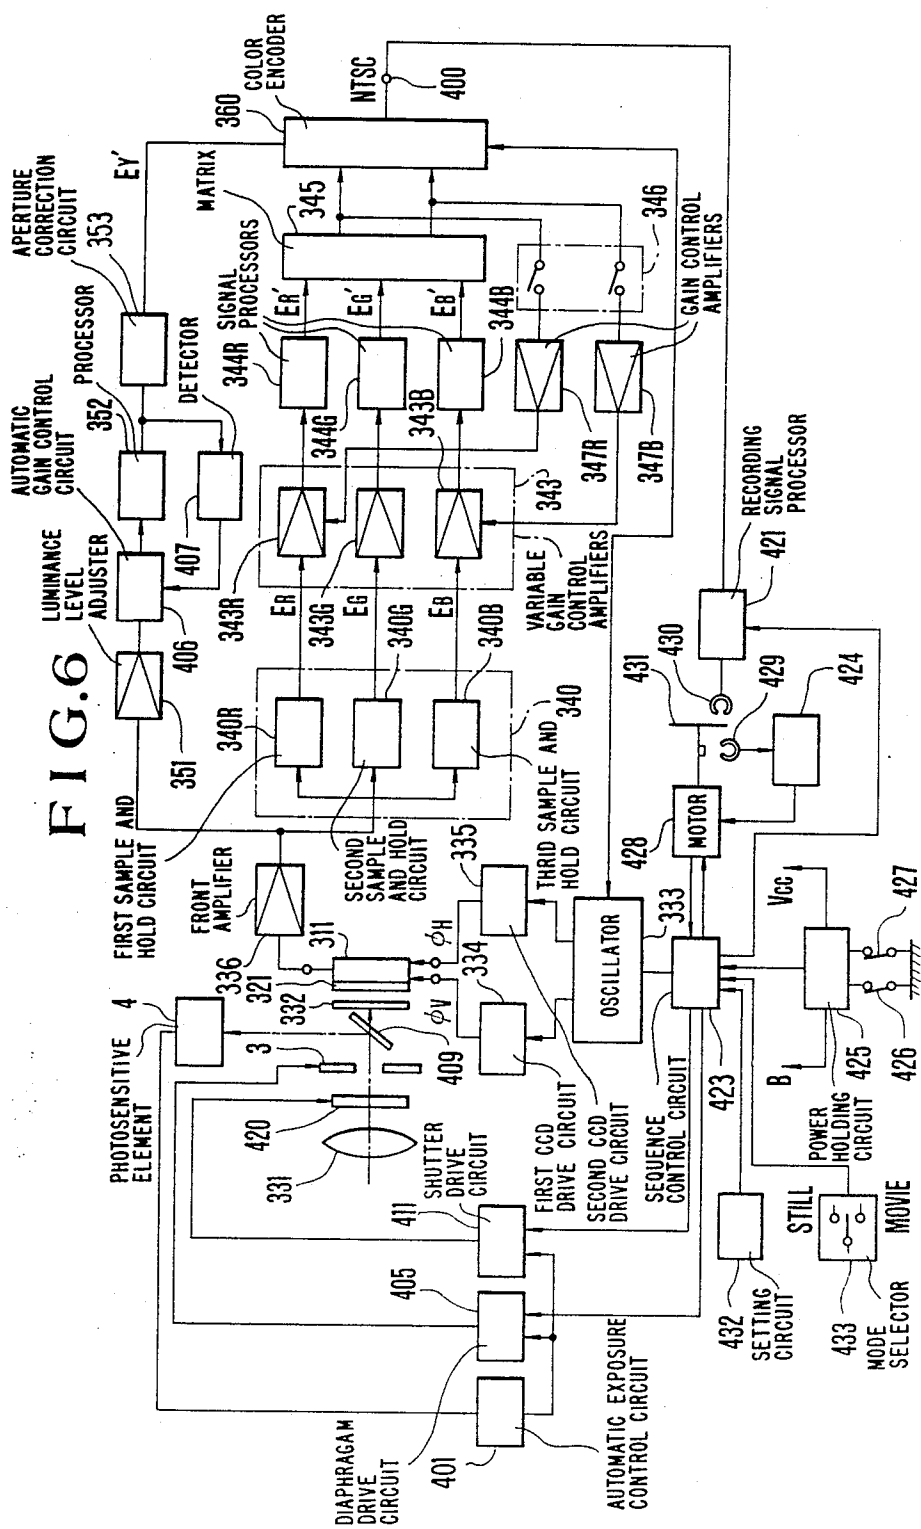 FIG.6
APERTURE
CORRECTION
CIRCUIT
353
PROCESSOR
352
AUTOMATIC
GAIN CONTROL
CIRCUIT
DETECTOR
407
LUMINANCE
LEVEL
ADJUSTER
406
351
EY'
360
COLOR
ENCODER
NTSC
400
MATRIX
345
SIGNAL
PROCESSORS
ER'
EG'
EB'
344R
344G
344B
346
GAIN CONTROL
AMPLIFIERS
347R
347B
343B
343
343R
343G
VARIABLE
GAIN
CONTROL
AMPLIFIERS
ER
EG
EB
340R
340G
340B
340
FIRST SAMPLE AND
HOLD CIRCUIT
SECOND
SAMPLE
AND HOLD
CIRCUIT
THRID SAMPLE AND
HOLD CIRCUIT
FRONT
AMPLIFIER
336
311
321
332
ΦH
ΦV
335
334
409
4
PHOTOSENSITIVE
ELEMENT
3
420
331
OSCILLATOR
333
FIRST CCD
DRIVE CIRCUIT
SECOND CCD
DRIVE CIRCUIT
SEQUENCE
CONTROL CIRCUIT
423
RECORDING
SIGNAL
PROCESSOR
421
431
430
429
424
428
MOTOR
VCC
B
427
426
425
POWER
HOLDING
CIRCUIT
SHUTTER
DRIVE
CIRCUIT
411
405
DIAPHRAGAM
DRIVE
CIRCUIT
401
AUTOMATIC EXPOSURE
CONTROL CIRCUIT
432
SETTING
CIRCUIT
STILL
MOVIE
433
MODE
SELECTOR